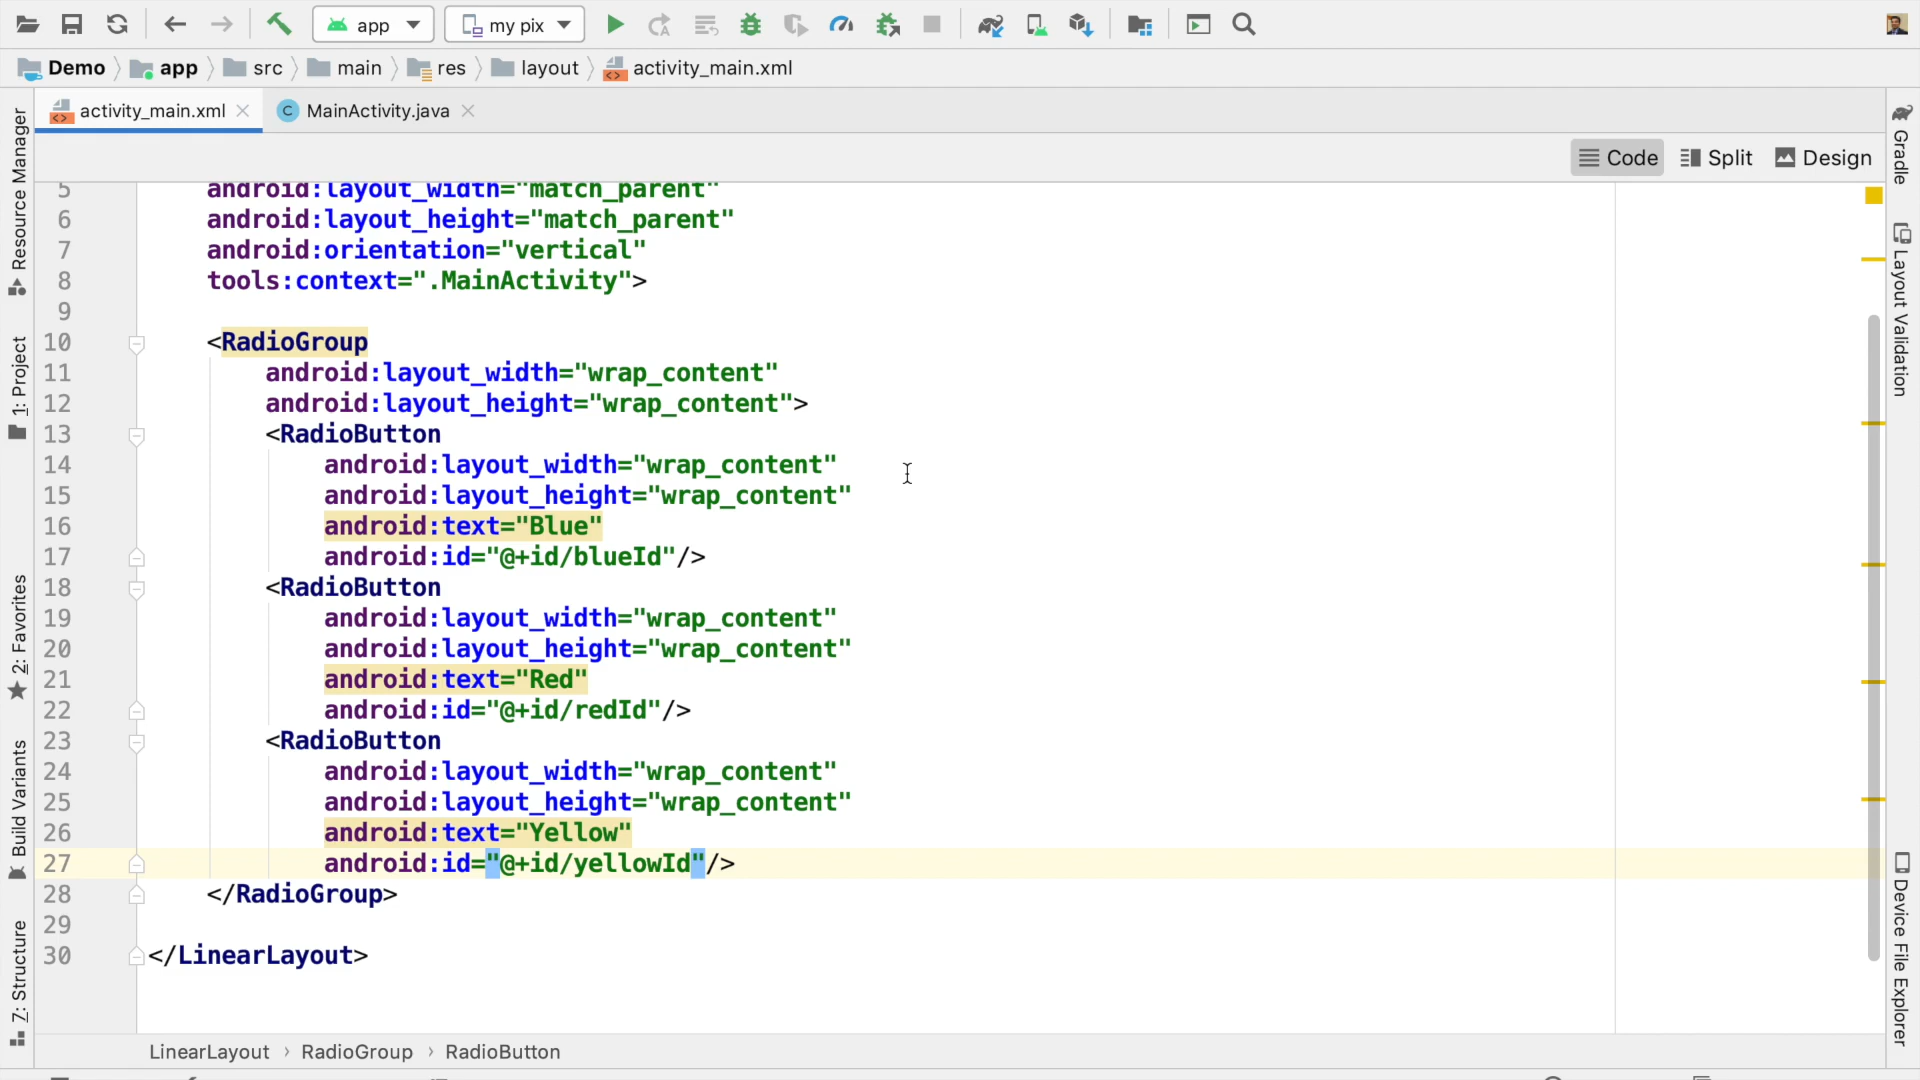 app
my pix
Demo
app
src
main
res
layout
activity_main.xml
activity_main.xml
MainActivity.java
Code
Split
Design
Resource Manager
1: Project
2: Favorites
Build Variants
7: Structure
5 android:layout_width="match_parent"
6 android:layout_height="match_parent"
7 android:orientation="vertical"
8 tools:context=".MainActivity">
9
10 <RadioGroup
11 android:layout_width="wrap_content"
12 android:layout_height="wrap_content">
13 <RadioButton
14 android:layout_width="wrap_content"
15 android:layout_height="wrap_content"
16 android:text="Blue"
17 android:id="@+id/blueId"/>
18 <RadioButton
19 android:layout_width="wrap_content"
20 android:layout_height="wrap_content"
21 android:text="Red"
22 android:id="@+id/redId"/>
23 <RadioButton
24 android:layout_width="wrap_content"
25 android:layout_height="wrap_content"
26 android:text="Yellow"
27 android:id="@+id/yellowId"/>
28 </RadioGroup>
29
30 </LinearLayout>
Gradle
Layout Validation
Device File Explorer
LinearLayout › RadioGroup › RadioButton